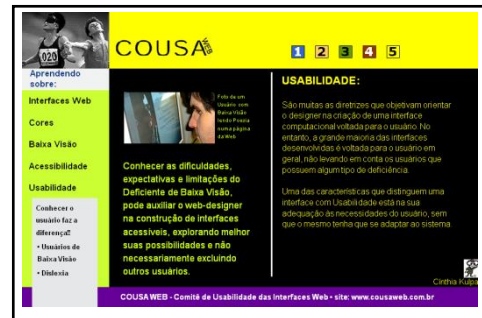 020
COUSA WEB
1 2 3 4 5
Aprendendo
sobre:
Interfaces Web
Cores
Baixa Visão
Acessibilidade
Usabilidade
Conhecer o
usuário faz a
diferença?
• Usuários de
Baixa Visão
• Dislexia
Foto de um
Usuário com
Baixa Visão
lendo Poesia
numa página
da Web
Conhecer as dificuldades,
expectativas e limitações do
Deficiente de Baixa Visão,
pode auxiliar o web-designer
na construção de interfaces
acessíveis, explorando melhor
suas possibilidades e não
necessariamente excluindo
outros usuários.
USABILIDADE:
São muitas as diretrizes que objetivam orientar
o designer na criação de uma interface
computacional voltada para o usuário. No
entanto, a grande maioria das interfaces
desenvolvidas é voltada para o usuário em
geral, não levando em conta os usuários que
possuem algum tipo de deficiência.
Uma das características que distinguem uma
interface com Usabilidade está na sua
adequação às necessidades do usuário, sem
que o mesmo tenha que se adaptar ao sistema
Cinthia Kulpa
COUSAWEB - Comitê de Usabilidade das Interfaces Web • site: www.cousaweb.com.br